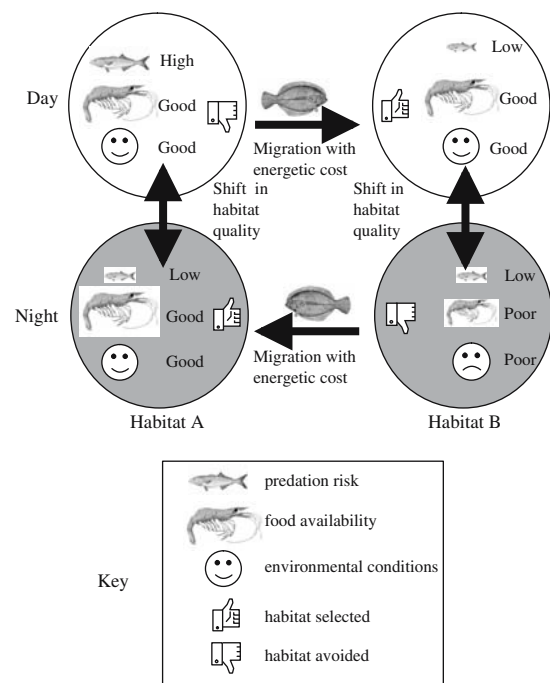 Day
High
Good
Good
Migration with
energetic cost
Low
Good
Good
Shift in
habitat
quality
Shift in
habitat
quality
Night
Low
Good
Good
Migration with
energetic cost
Low
Poor
Poor
Habitat A
Habitat B
Key
predation risk
food availability
environmental conditions
habitat selected
habitat avoided